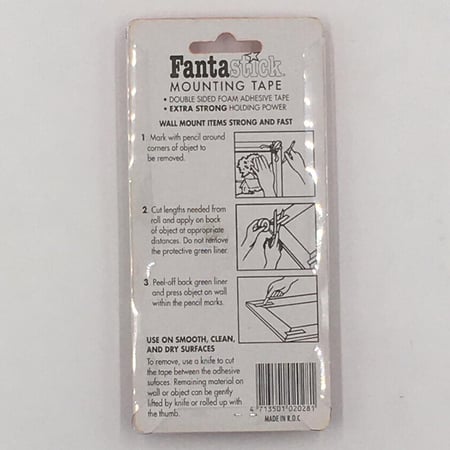 Fantastick
MOUNTING TAPE
• DOUBLE SIDED FOAM ADHESIVE TAPE
• EXTRA STRONG HOLDING POWER
WALL MOUNT ITEMS STRONG AND FAST
1. Mark with pencil around
corners of object to
be removed.
2. Cut lengths needed from
roll and apply on back
of object at appropriate
distances. Do not remove
the protective green liner.
3. Peel-off back green liner
and press object on wall
within the pencil marks.
USE ON SMOOTH, CLEAN,
AND DRY SURFACES
To remove, use a knife to cut
the tape between the adhesive
surfaces. Remaining material on
wall or object can be gently
lifted by knife or rolled up with
the thumb.
4 713501 020281
MADE IN R.O.C.